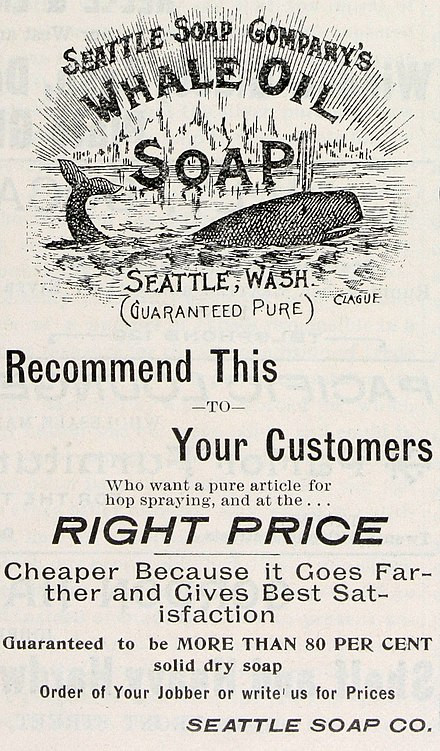 SEATTLE SOAP COMPANY'S
WHALE OIL
SOAP
SEATTLE, WASH.
(GUARANTEED PURE)
CLAGUE
Recommend This
—TO—
Your Customers
Who want a pure article for
hop spraying, and at the . . .
RIGHT PRICE
Cheaper Because it Goes Far-
ther and Gives Best Sat-
isfaction
Guaranteed to be MORE THAN 80 PER CENT
solid dry soap
Order of Your Jobber or write us for Prices
SEATTLE SOAP CO.